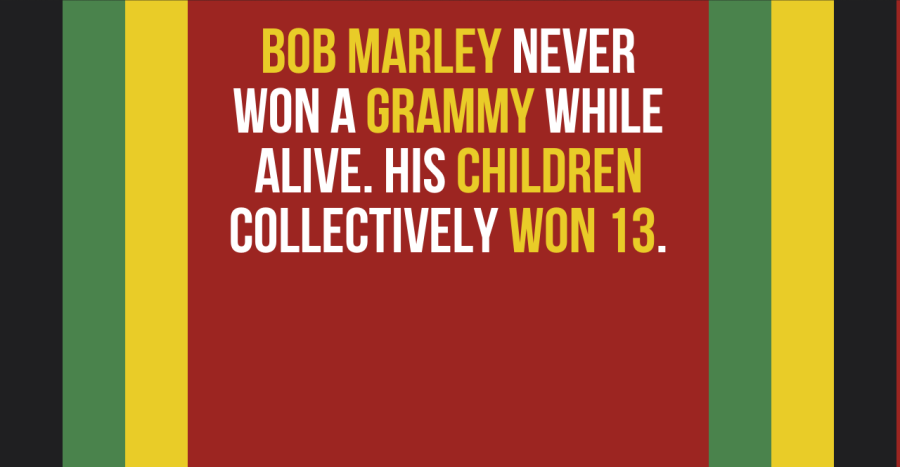 BOB MARLEY NEVER
WON A GRAMMY WHILE
ALIVE. HIS CHILDREN
COLLECTIVELY WON 13.